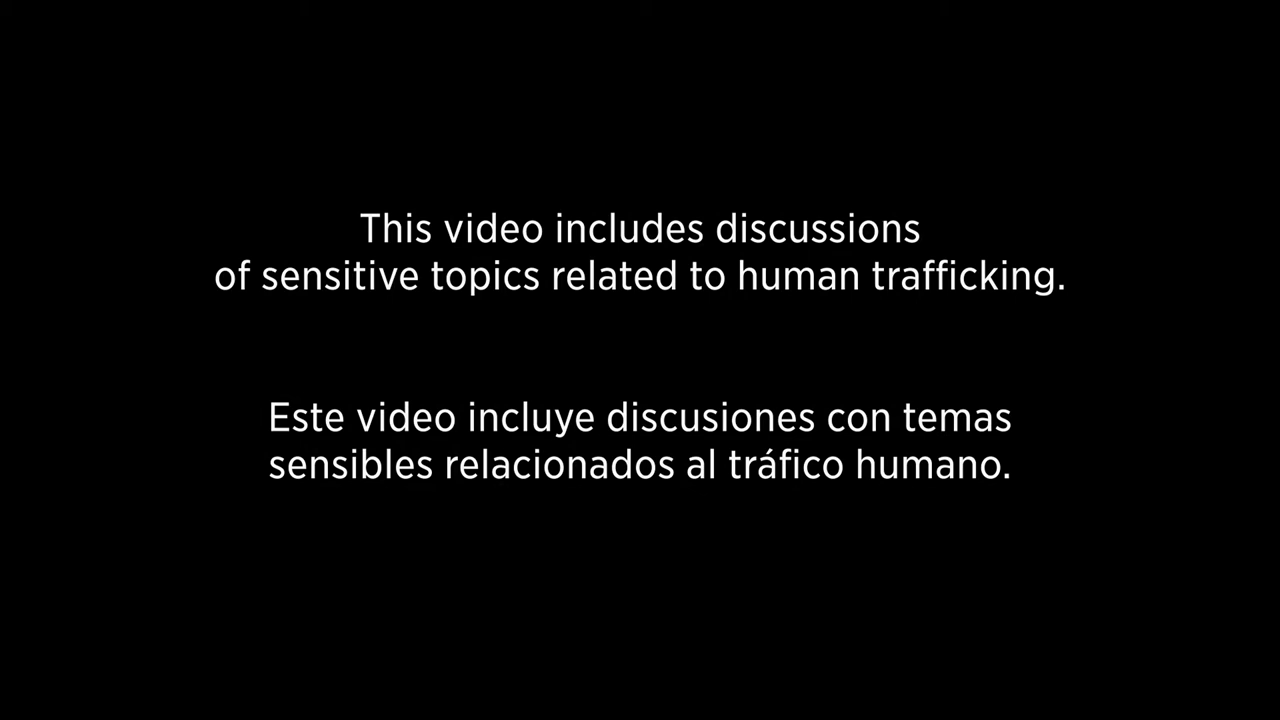 This video includes discussions
of sensitive topics related to human trafficking.
Este video incluye discusiones con temas
sensibles relacionados al tráfico humano.